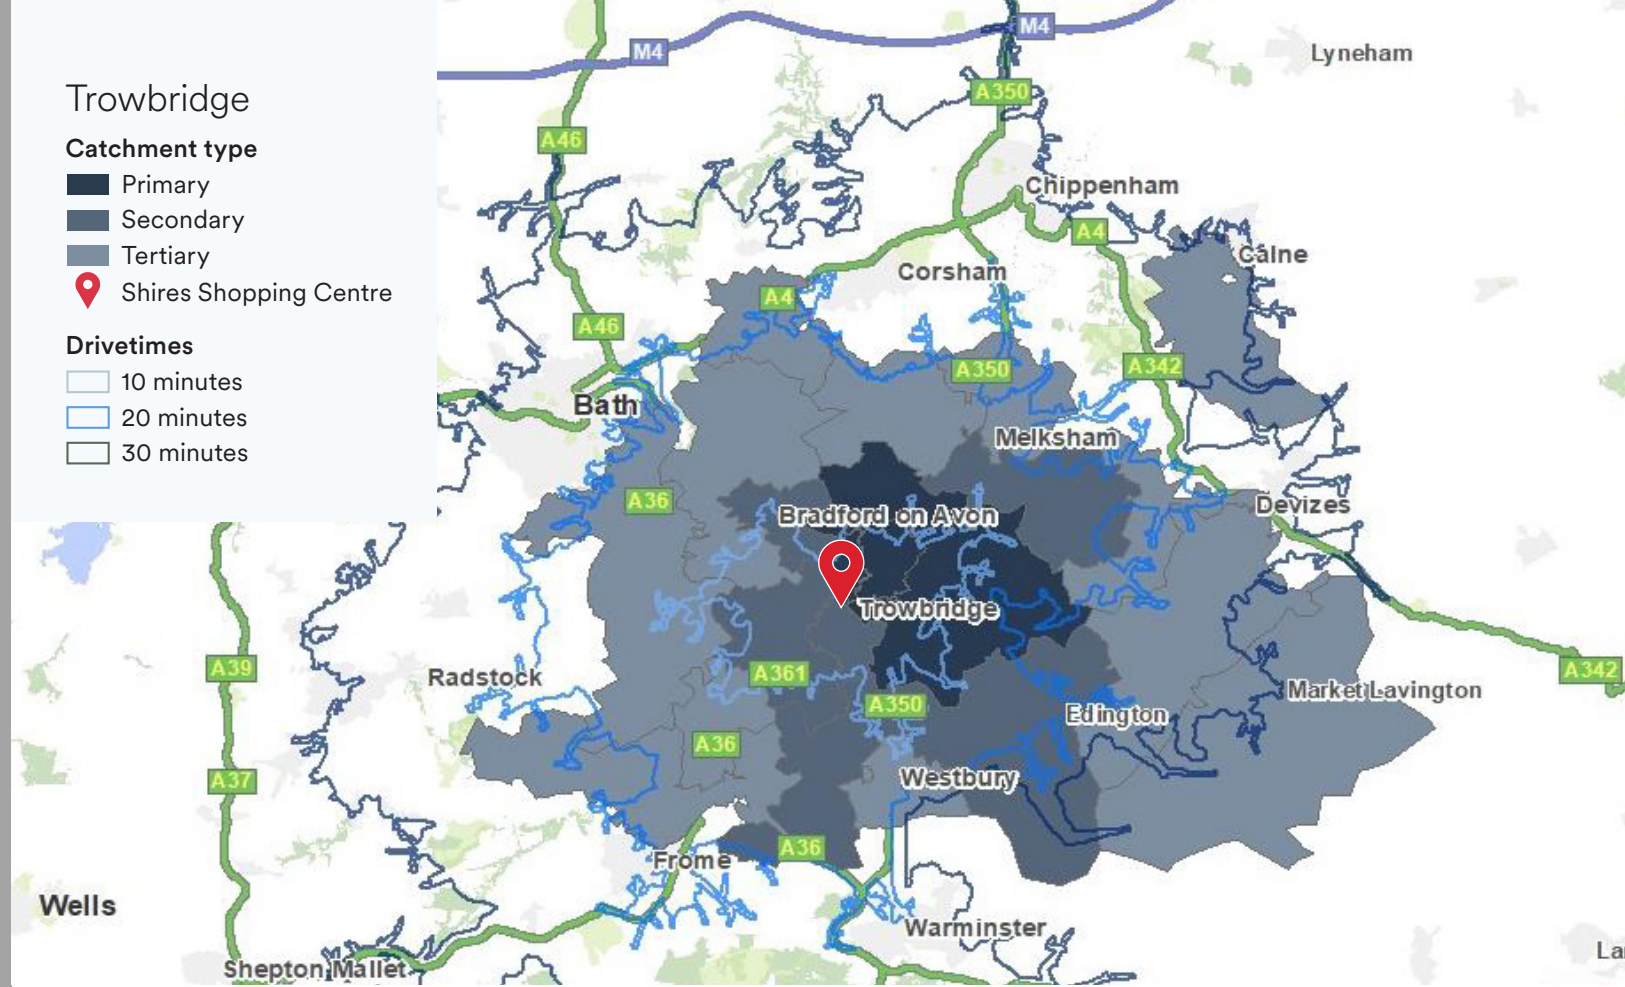 Trowbridge
Catchment type
Primary
Secondary
Tertiary
Shires Shopping Centre
Drivetimes
10 minutes
20 minutes
30 minutes
M4
M4
Lyneham
A350
A46
Chippenham
A4
Calne
Corsham
A4
A46
A350
A342
Bath
Melksham
A36
Devizes
Bradford on Avon
Trowbridge
A39
A342
Radstock
A361
Market Lavington
A350
Edington
A36
A37
Westbury
A36
Frome
Wells
Warminster
Shepton Mallet